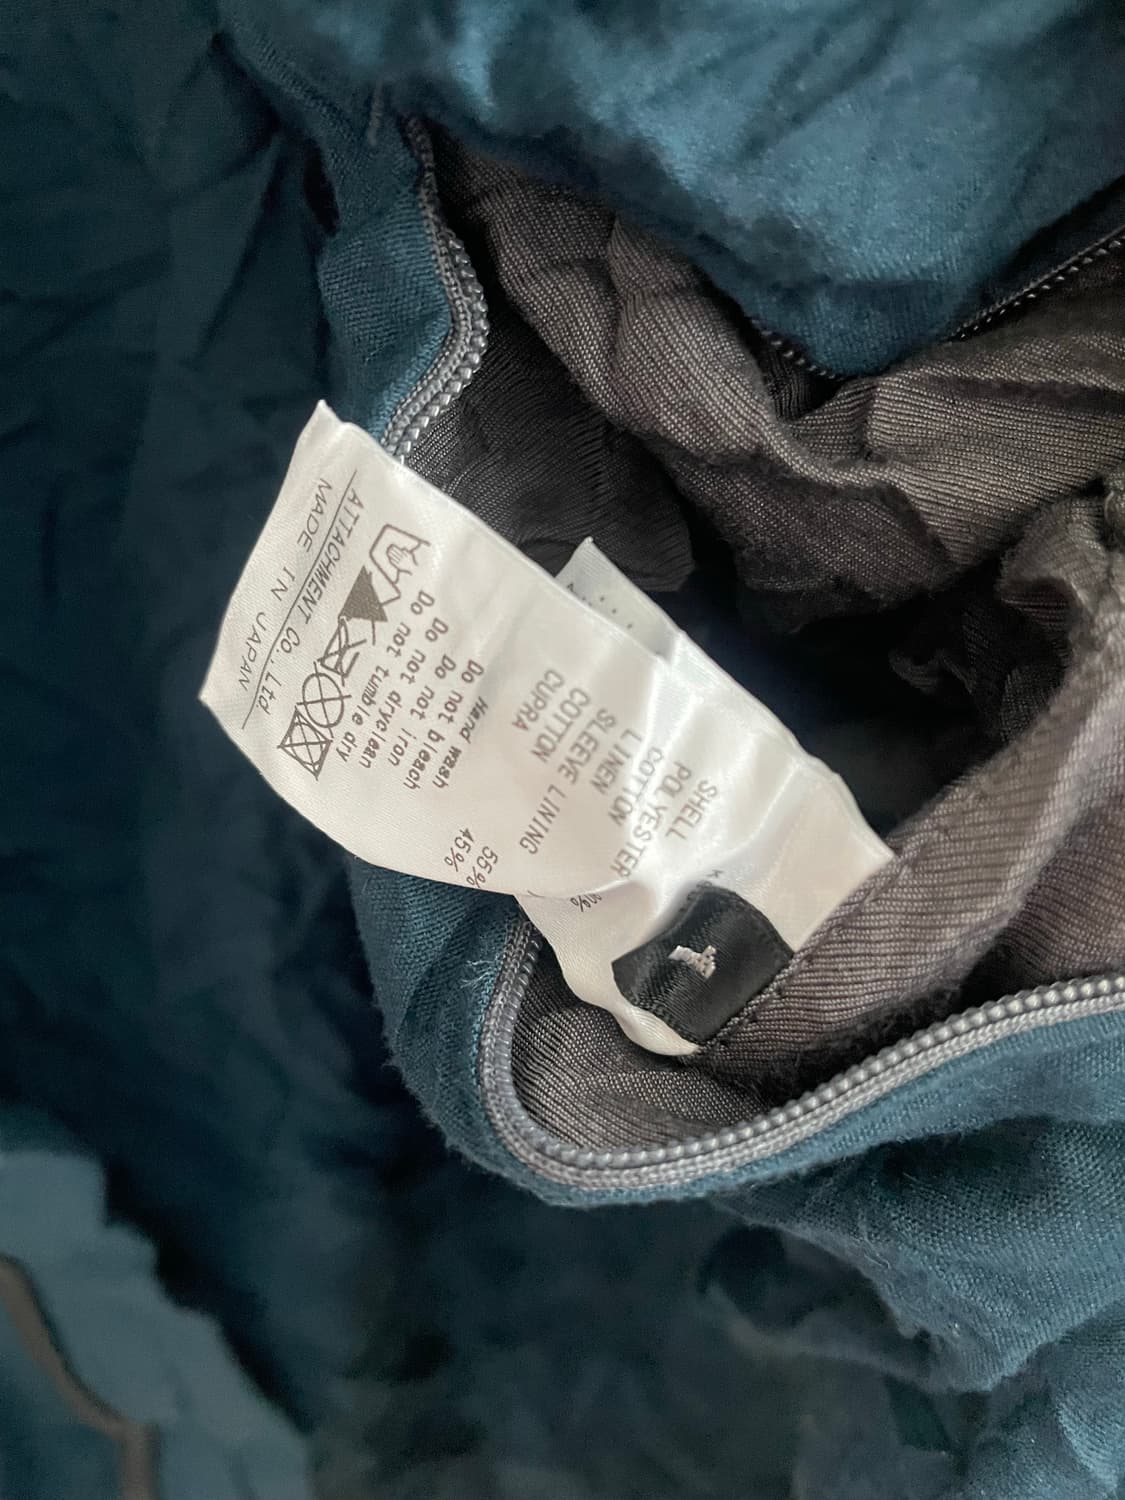 SHELL
POLYESTER
COTTON
LINEN
SLEEVE LINING
COTTON 55%
CUPRA 45%
Hand wash
Do not bleach
Do not iron
Do not dryclean
Do not tumble dry
ATTACHMENT Co., Ltd
MADE IN JAPAN